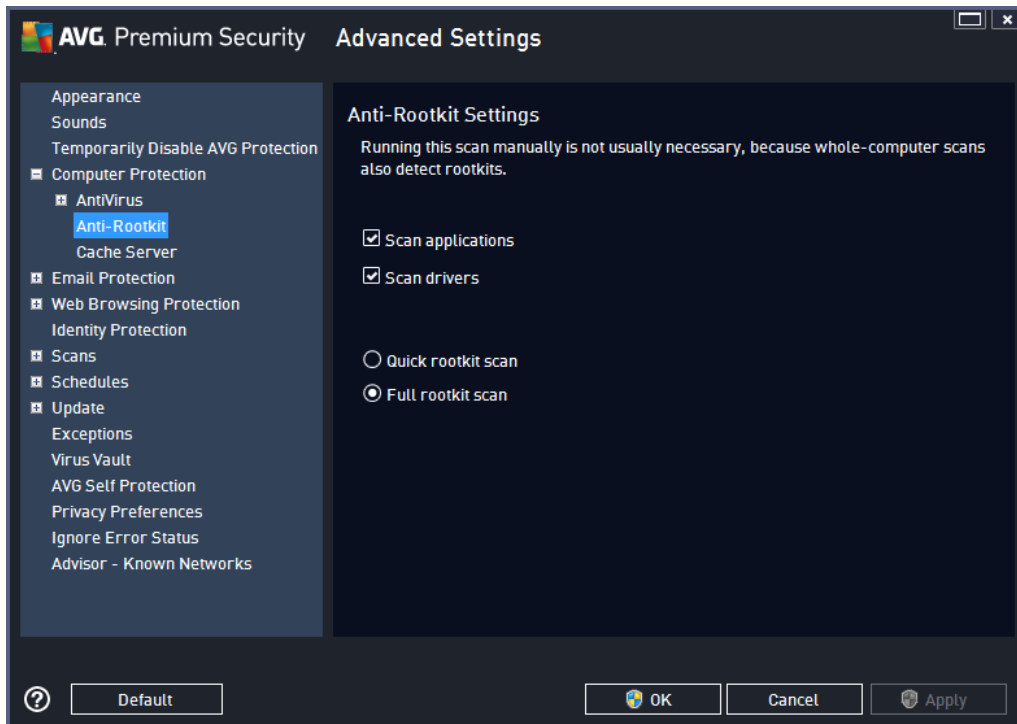 AVG. Premium Security
Advanced Settings
Appearance
Sounds
Temporarily Disable AVG Protection
Computer Protection
AntiVirus
Anti-Rootkit
Cache Server
Email Protection
Web Browsing Protection
Identity Protection
Scans
Schedules
Update
Exceptions
Virus Vault
AVG Self Protection
Privacy Preferences
Ignore Error Status
Advisor - Known Networks
Anti-Rootkit Settings
Running this scan manually is not usually necessary, because whole-computer scans
also detect rootkits.
Scan applications
Scan drivers
Quick rootkit scan
Full rootkit scan
Default
OK
Cancel
Apply